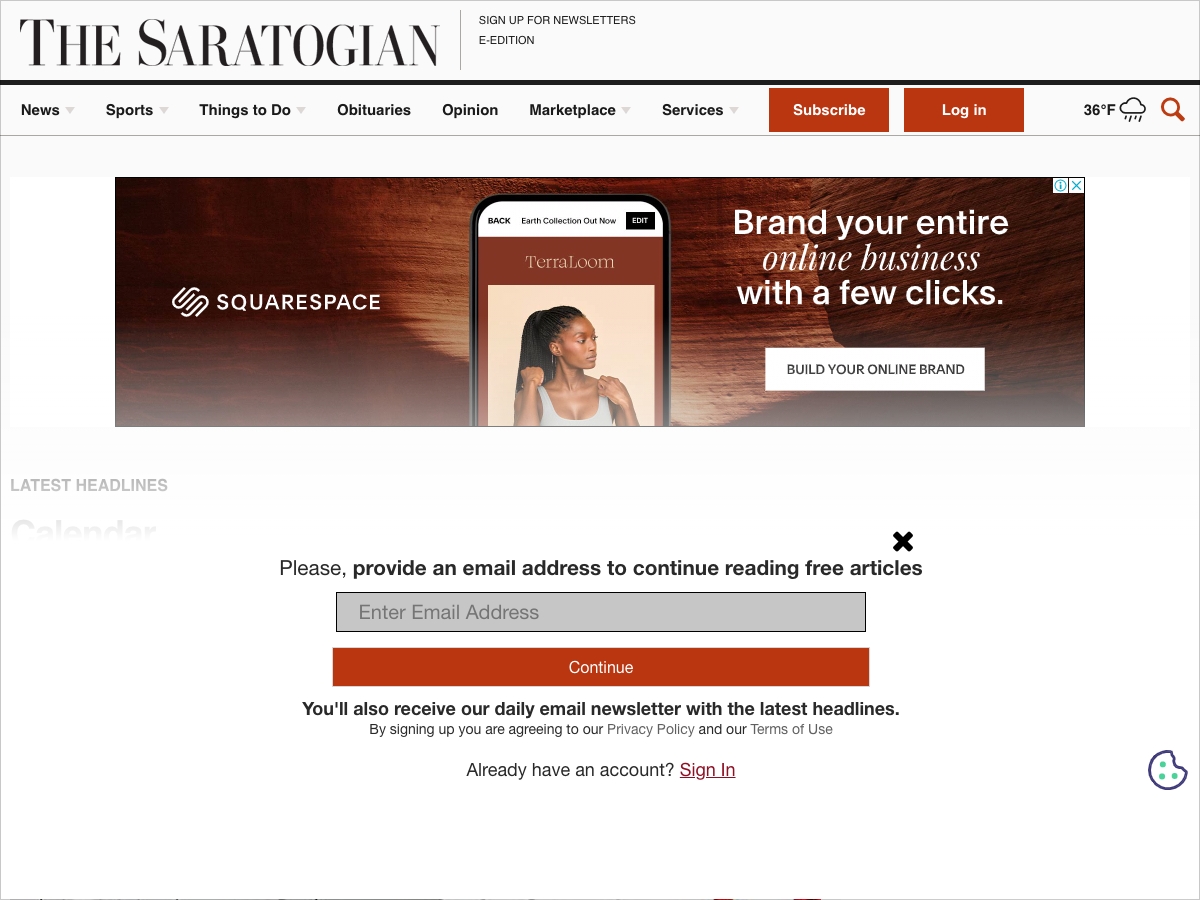 THE SARATOGIAN
SIGN UP FOR NEWSLETTERS
E-EDITION
News Sports Things to Do Obituaries Opinion Marketplace Services Subscribe Log in 36°F
BACK Earth Collection Out Now EDIT
TerraLoom
SQUARESPACE
Brand your entire
online business
with a few clicks.
BUILD YOUR ONLINE BRAND
LATEST HEADLINES
Calendar
Please, provide an email address to continue reading free articles
Enter Email Address
Continue
You'll also receive our daily email newsletter with the latest headlines.
By signing up you are agreeing to our Privacy Policy and our Terms of Use
Already have an account? Sign In